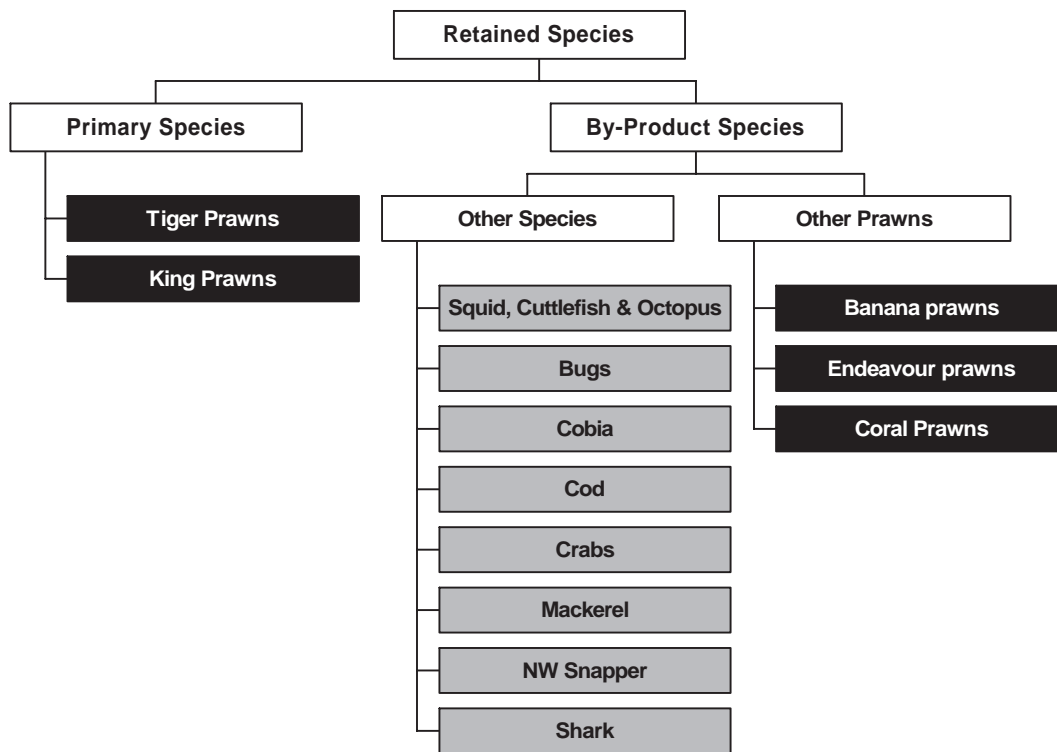 Retained Species
Primary Species
By-Product Species
Tiger Prawns
King Prawns
Other Species
Other Prawns
Squid, Cuttlefish & Octopus
Bugs
Cobia
Cod
Crabs
Mackerel
NW Snapper
Shark
Banana prawns
Endeavour prawns
Coral Prawns